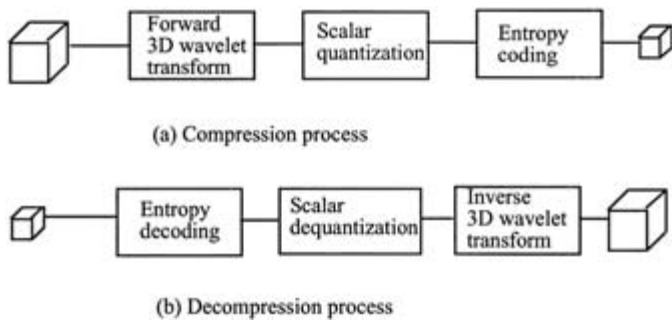 Forward
3D wavelet
transform
Scalar
quantization
Entropy
coding
(a) Compression process
Entropy
decoding
Scalar
dequantization
Inverse
3D wavelet
transform
(b) Decompression process